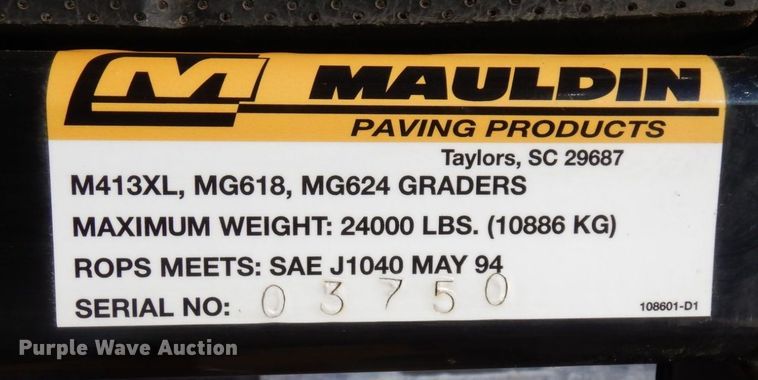 M MAULDIN
PAVING PRODUCTS
Taylors, SC 29687
M413XL, MG618, MG624 GRADERS
MAXIMUM WEIGHT: 24000 LBS. (10886 KG)
ROPS MEETS: SAE J1040 MAY 94
SERIAL NO: 03750
108601-D1
Purple Wave Auction